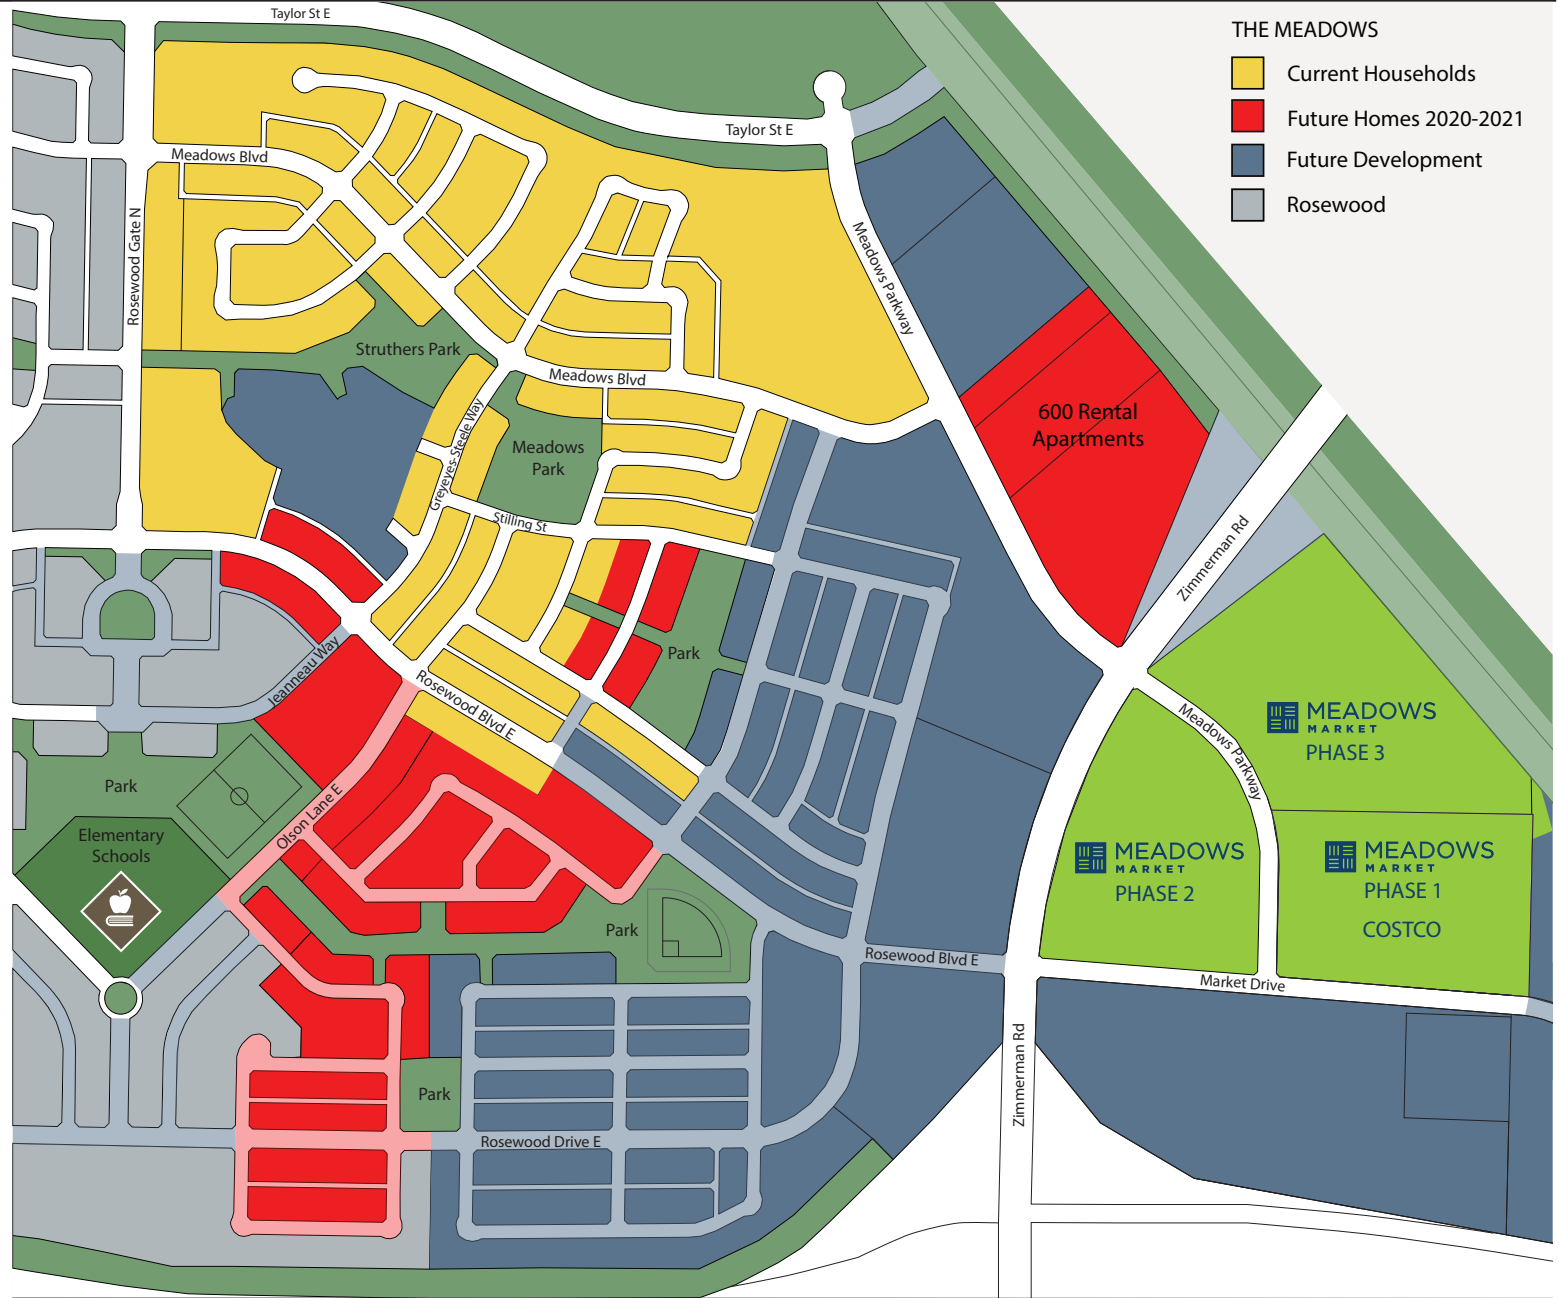 Taylor St E
THE MEADOWS
Current Households
Future Homes 2020-2021
Future Development
Rosewood
Taylor St E
Meadows Blvd
Rosewood Gate N
Meadows Parkway
Struthers Park
Meadows Blvd
600 Rental
Apartments
Greyeyes-Steele Way
Meadows
Park
Stilling St
Zimmerman Rd
Park
Jeanneau Way
Rosewood Blvd E
Meadows Parkway
MEADOWS
MARKET
PHASE 3
Park
Olson Lane E
Elementary
Schools
MEADOWS
MARKET
PHASE 2
MEADOWS
MARKET
PHASE 1
COSTCO
Park
Rosewood Blvd E
Market Drive
Zimmerman Rd
Park
Rosewood Drive E